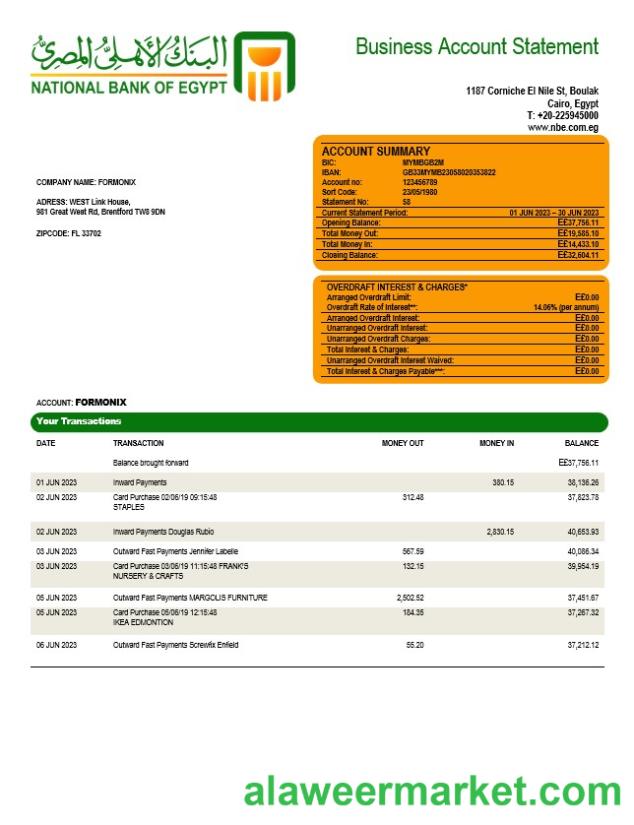 البنك الأهلي المصري
NATIONAL BANK OF EGYPT
Business Account Statement
1187 Corniche El Nile St, Boulak
Cairo, Egypt
T: +20-225945000
www.nbe.com.eg
COMPANY NAME: FORMONIX
ADRESS: WEST Link House,
981 Great West Rd, Brentford TW8 9DN
ZIPCODE: FL 33702
ACCOUNT SUMMARY
BIC: MYMBGB2M
IBAN: GB33MYMB23058020353822
Account no: 123456789
Sort Code: 23/05/1980
Statement No: 58
Current Statement Period: 01 JUN 2023 – 30 JUN 2023
Opening Balance: E£37,756.11
Total Money Out: E£19,585.10
Total Money In: E£14,433.10
Closing Balance: E£32,604.11
OVERDRAFT INTEREST & CHARGES*
Arranged Overdraft Limit: E£0.00
Overdraft Rate of Interest**: 14.06% (per annum)
Arranged Overdraft Interest: E£0.00
Unarranged Overdraft Interest: E£0.00
Unarranged Overdraft Charges: E£0.00
Total Interest & Charges: E£0.00
Unarranged Overdraft Interest Waived: E£0.00
Total Interest & Charges Payable***: E£0.00
ACCOUNT: FORMONIX
Your Transactions
DATE TRANSACTION MONEY OUT MONEY IN BALANCE
Balance brought forward E£37,756.11
01 JUN 2023 Inward Payments 380.15 38,136.26
02 JUN 2023 Card Purchase 02/06/19 09:15:48 312.48 37,823.78
STAPLES
02 JUN 2023 Inward Payments Douglas Rubio 2,830.15 40,653.93
03 JUN 2023 Outward Fast Payments Jennifer Labelle 567.59 40,086.34
03 JUN 2023 Card Purchase 03/06/19 11:15:48 FRANK'S 132.15 39,954.19
NURSERY & CRAFTS
05 JUN 2023 Outward Fast Payments MARGOLIS FURNITURE 2,502.52 37,451.67
05 JUN 2023 Card Purchase 05/06/19 12:15:48 184.35 37,267.32
IKEA EDMONTION
06 JUN 2023 Outward Fast Payments Screwfix Enfield 55.20 37,212.12
alaweermarket.com